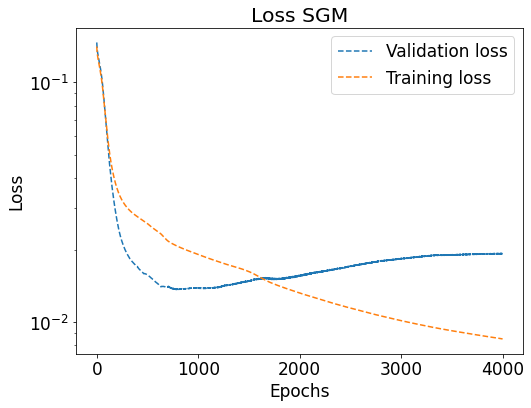 Loss SGM
Validation loss
Training loss
10⁻¹
10⁻²
Loss
0 1000 2000 3000 4000
Epochs